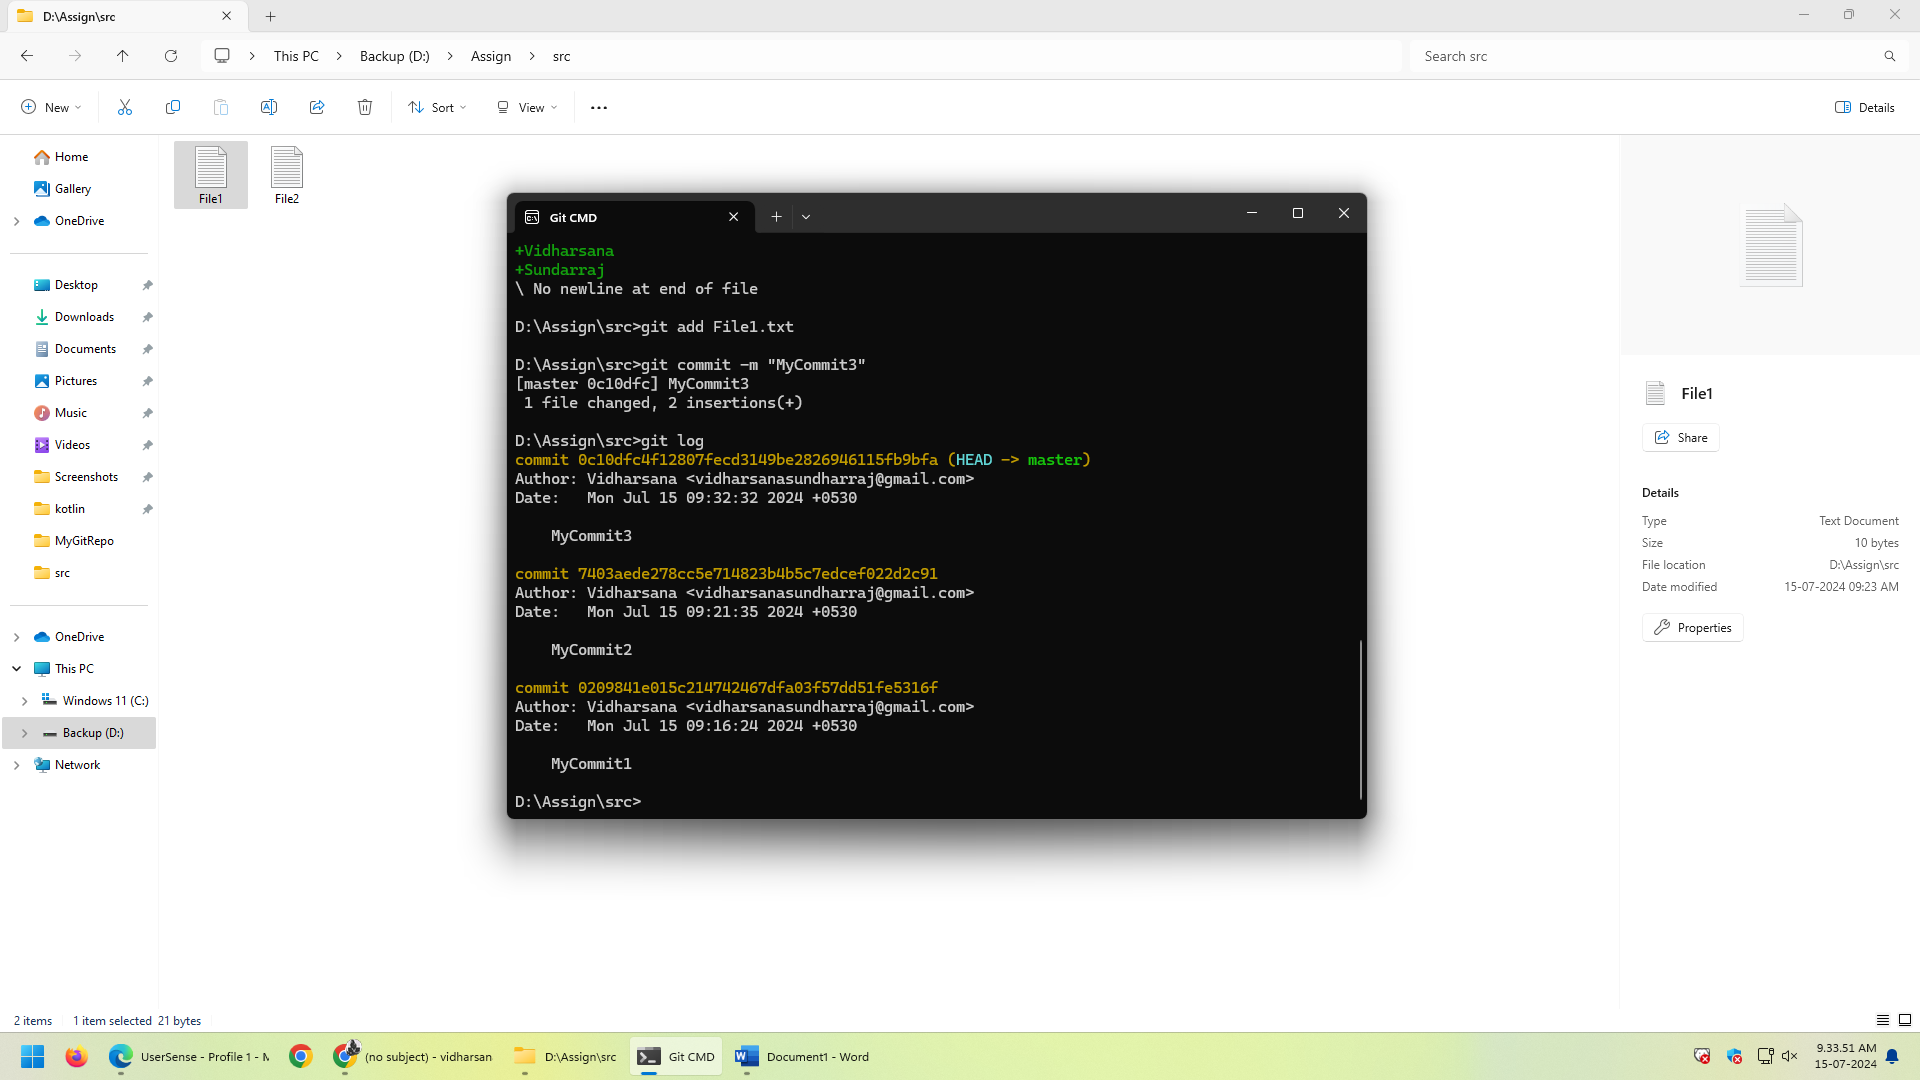 D:\Assign\src
This PC
Backup (D:)
Assign
src
Search src
New
Sort
View
Details
Home
Gallery
OneDrive
Desktop
Downloads
Documents
Pictures
Music
Videos
Screenshots
kotlin
MyGitRepo
src
OneDrive
This PC
Windows 11 (C:)
Backup (D:)
Network
File1
File2
Git CMD
+Vidharsana
+Sundarraj
\ No newline at end of file
D:\Assign\src>git add File1.txt
D:\Assign\src>git commit -m "MyCommit3"
[master 0c10dfc] MyCommit3
1 file changed, 2 insertions(+)
D:\Assign\src>git log
commit 0c10dfc4f12807fecd3149be2826946115fb9bfa (HEAD -> master)
Author: Vidharsana <vidharsanasundharraj@gmail.com>
Date:   Mon Jul 15 09:32:32 2024 +0530
MyCommit3
commit 7403aede278cc5e714823b4b5c7edcef022d2c91
Author: Vidharsana <vidharsanasundharraj@gmail.com>
Date:   Mon Jul 15 09:21:35 2024 +0530
MyCommit2
commit 0209841e015c214742467dfa03f57dd51fe5316f
Author: Vidharsana <vidharsanasundharraj@gmail.com>
Date:   Mon Jul 15 09:16:24 2024 +0530
MyCommit1
D:\Assign\src>
File1
Share
Details
Type Text Document
Size 10 bytes
File location D:\Assign\src
Date modified 15-07-2024 09:23 AM
Properties
2 items 1 item selected 21 bytes
UserSense - Profile 1 - M
(no subject) - vidharsan
D:\Assign\src
Git CMD
Document1 - Word
9.33.51 AM
15-07-2024